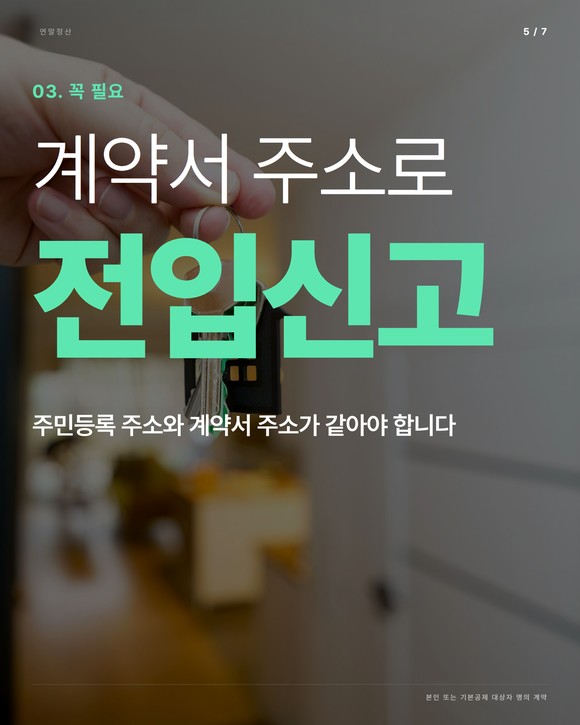 연말정산
5 / 7
03. 꼭 필요
계약서 주소로
전입신고
주민등록 주소와 계약서 주소가 같아야 합니다
본인 또는 기본공제 대상자 명의 계약